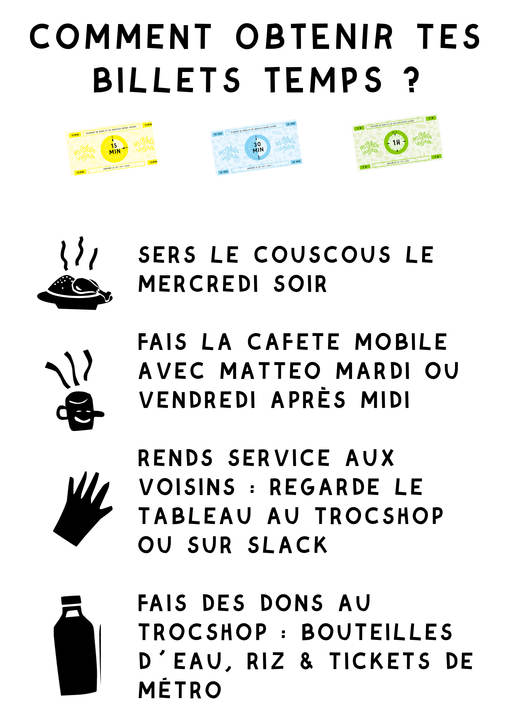 COMMENT OBTENIR TES
BILLETS TEMPS ?
15
MIN
30
MIN
1H
SERS LE COUSCOUS LE
MERCREDI SOIR
FAIS LA CAFETE MOBILE
AVEC MATTEO MARDI OU
VENDREDI APRÈS MIDI
RENDS SERVICE AUX
VOISINS : REGARDE LE
TABLEAU AU TROCSHOP
OU SUR SLACK
FAIS DES DONS AU
TROCSHOP : BOUTEILLES
D'EAU, RIZ & TICKETS DE
MÉTRO